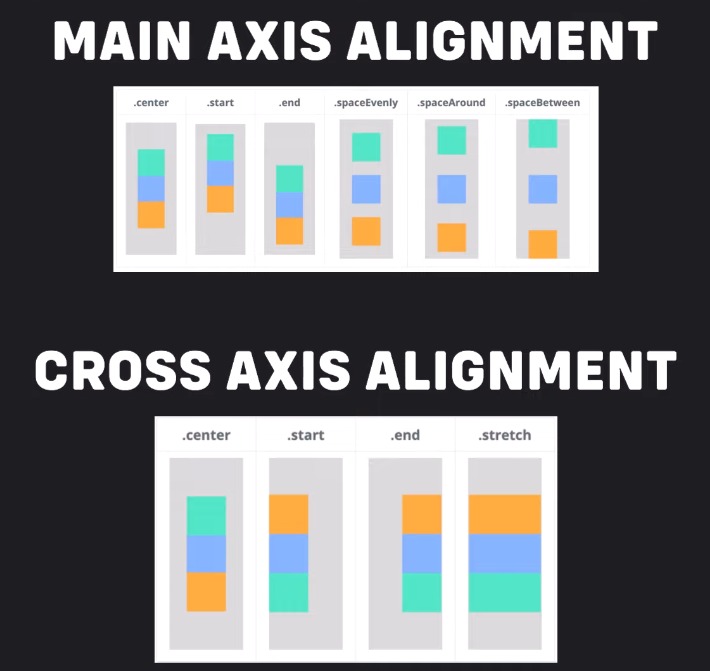 MAIN AXIS ALIGNMENT
.center .start .end .spaceEvenly .spaceAround .spaceBetween
CROSS AXIS ALIGNMENT
.center .start .end .stretch